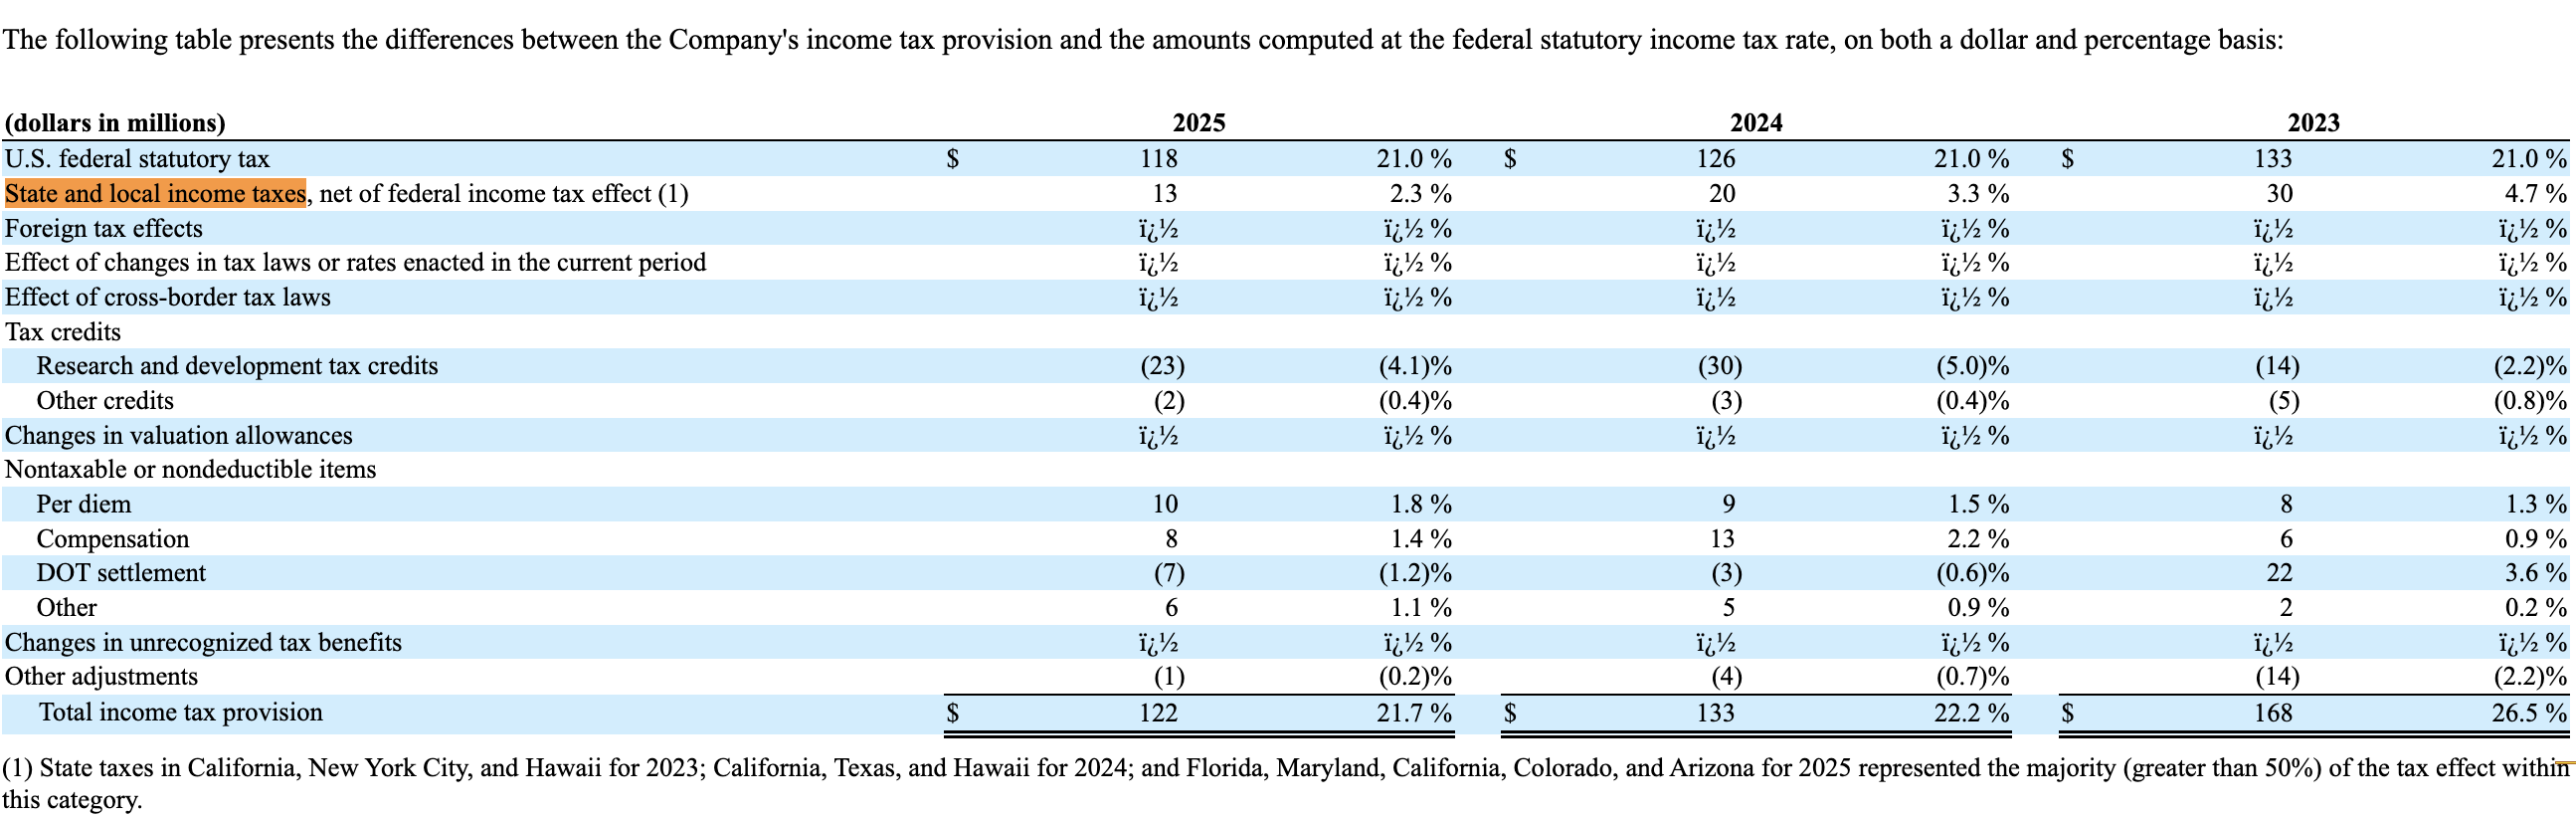 The following table presents the differences between the Company's income tax provision and the amounts computed at the federal statutory income tax rate, on both a dollar and percentage basis:
(dollars in millions) 2025 2024 2023
U.S. federal statutory tax $ 118 21.0 % $ 126 21.0 % $ 133 21.0 %
State and local income taxes, net of federal income tax effect (1) 13 2.3 % 20 3.3 % 30 4.7 %
Foreign tax effects ï¿½ ï¿½ % ï¿½ ï¿½ % ï¿½ ï¿½ %
Effect of changes in tax laws or rates enacted in the current period ï¿½ ï¿½ % ï¿½ ï¿½ % ï¿½ ï¿½ %
Effect of cross-border tax laws ï¿½ ï¿½ % ï¿½ ï¿½ % ï¿½ ï¿½ %
Tax credits
Research and development tax credits (23) (4.1)% (30) (5.0)% (14) (2.2)%
Other credits (2) (0.4)% (3) (0.4)% (5) (0.8)%
Changes in valuation allowances ï¿½ ï¿½ % ï¿½ ï¿½ % ï¿½ ï¿½ %
Nontaxable or nondeductible items
Per diem 10 1.8 % 9 1.5 % 8 1.3 %
Compensation 8 1.4 % 13 2.2 % 6 0.9 %
DOT settlement (7) (1.2)% (3) (0.6)% 22 3.6 %
Other 6 1.1 % 5 0.9 % 2 0.2 %
Changes in unrecognized tax benefits ï¿½ ï¿½ % ï¿½ ï¿½ % ï¿½ ï¿½ %
Other adjustments (1) (0.2)% (4) (0.7)% (14) (2.2)%
Total income tax provision $ 122 21.7 % $ 133 22.2 % $ 168 26.5 %
(1) State taxes in California, New York City, and Hawaii for 2023; California, Texas, and Hawaii for 2024; and Florida, Maryland, California, Colorado, and Arizona for 2025 represented the majority (greater than 50%) of the tax effect within
this category.